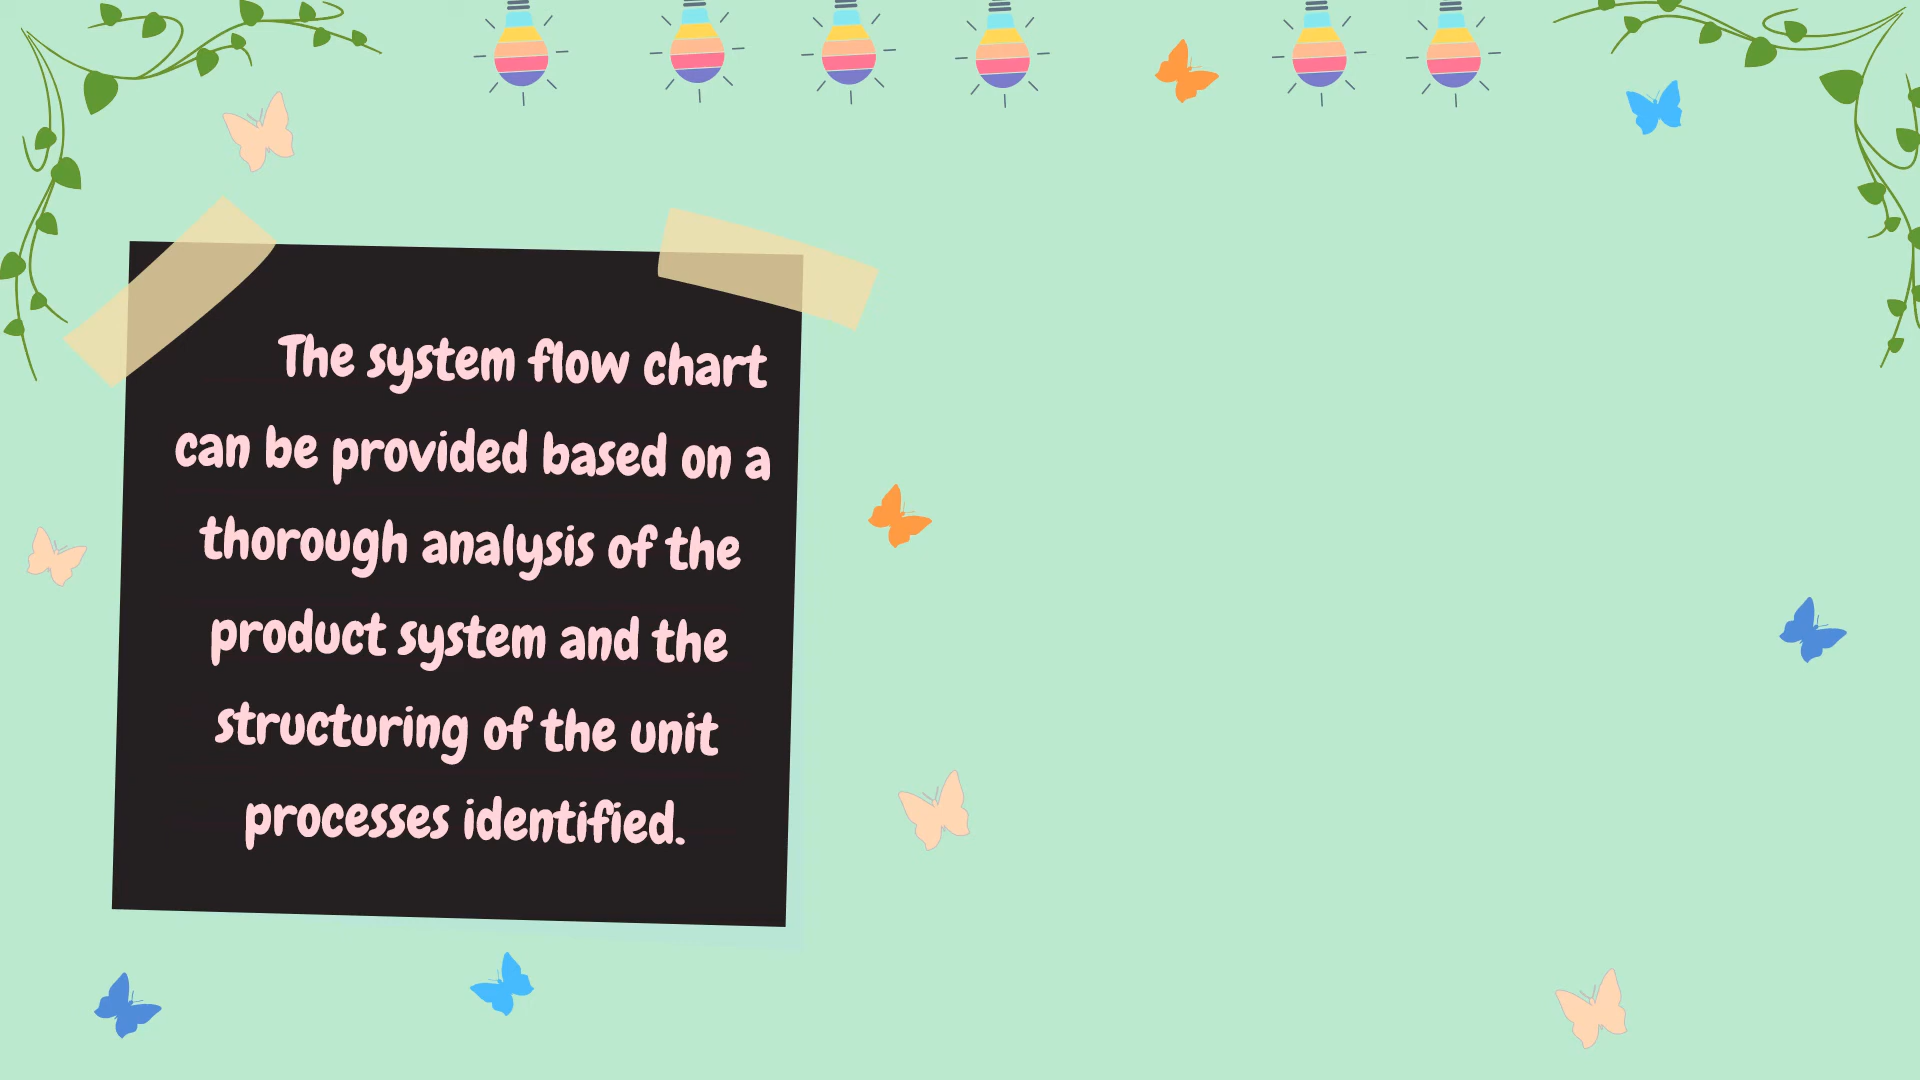 The system flow chart
can be provided based on a
thorough analysis of the
product system and the
structuring of the unit
processes identified.